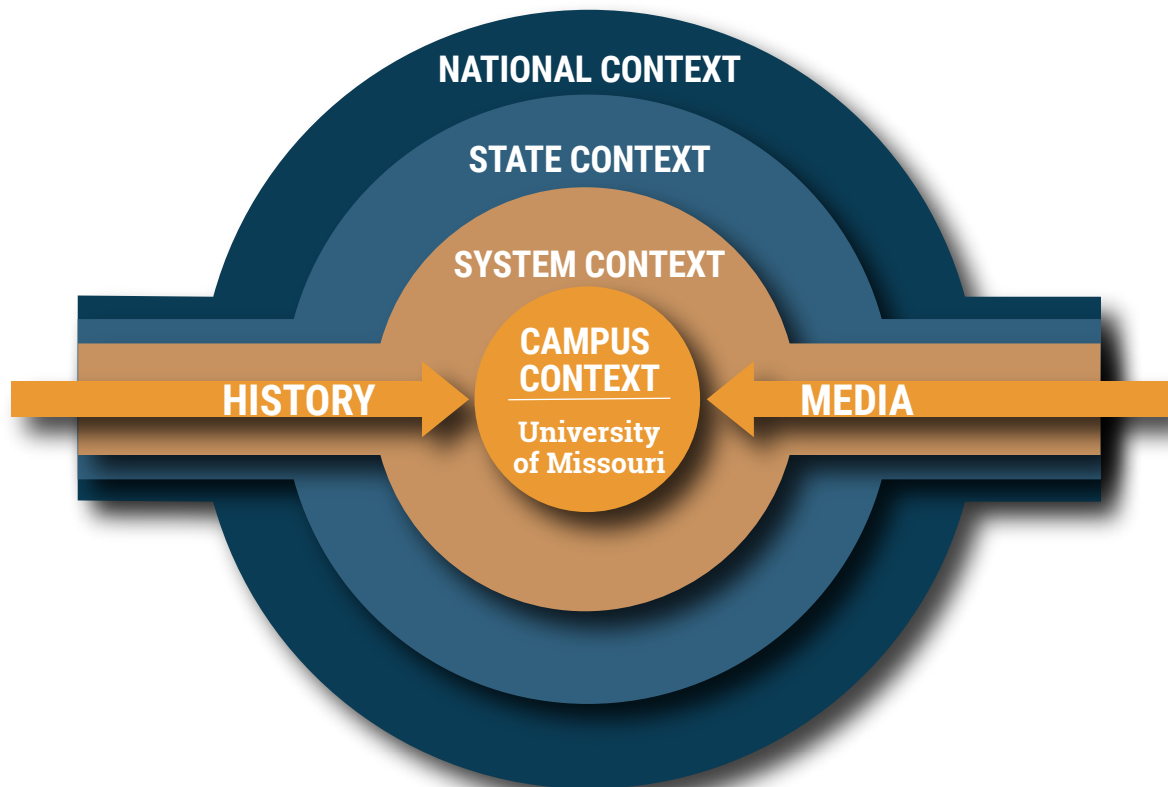 NATIONAL CONTEXT
STATE CONTEXT
SYSTEM CONTEXT
CAMPUS
CONTEXT
University
of Missouri
HISTORY
MEDIA